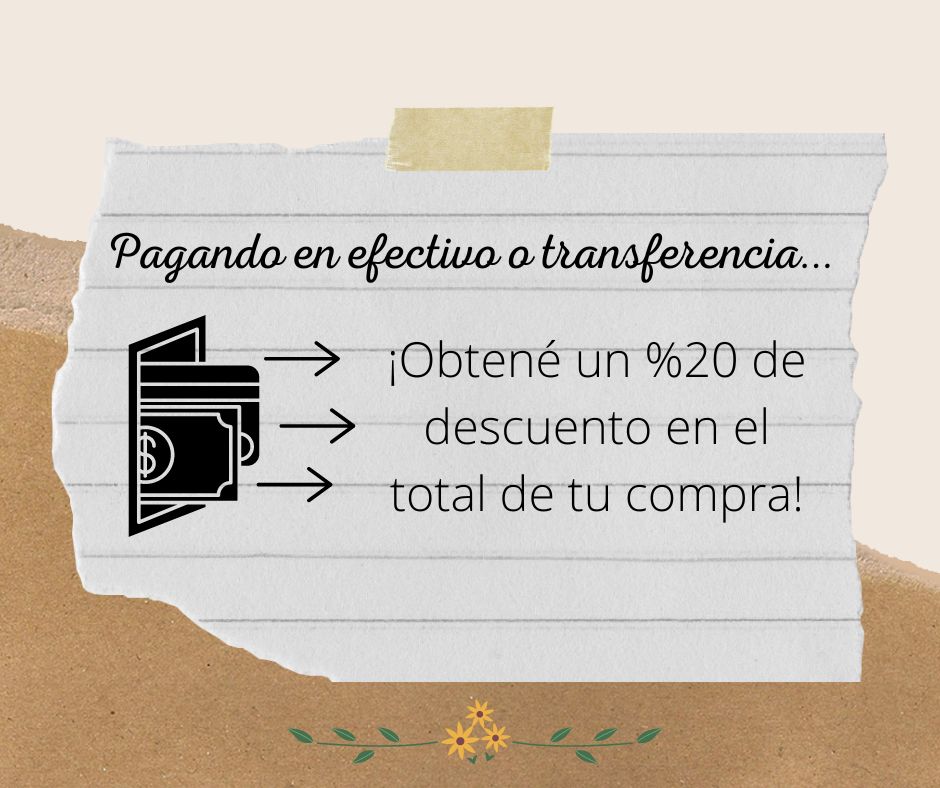 Pagando en efectivo o transferencia...
¡Obtené un %20 de
descuento en el
total de tu compra!